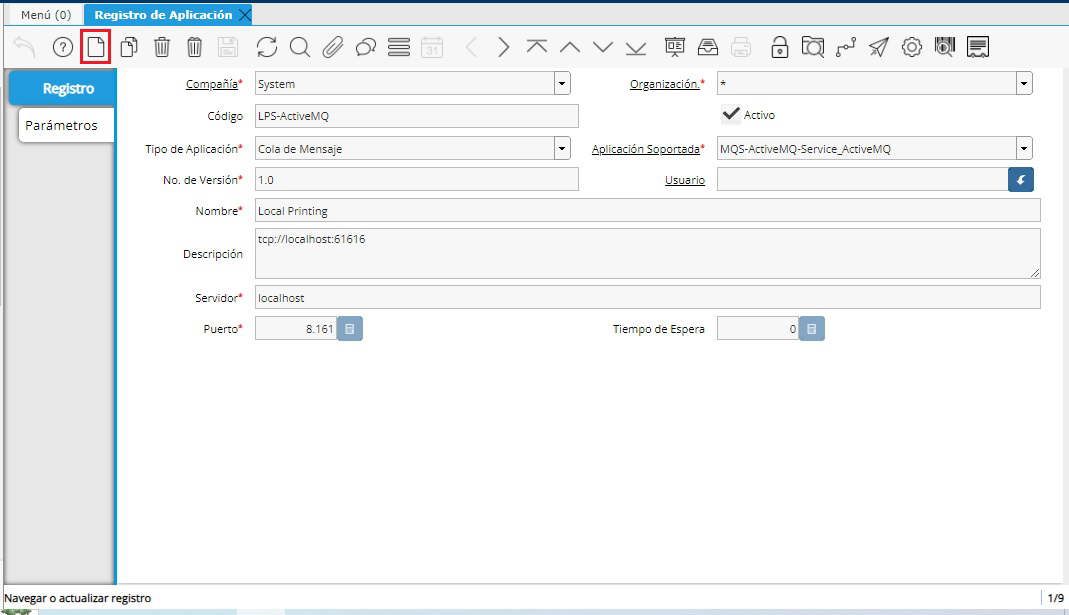 Menú (0) Registro de Aplicación
31
Registro
Parámetros
Compañía* System Organización.* *
Código LPS-ActiveMQ Activo
Tipo de Aplicación* Cola de Mensaje Aplicación Soportada* MQS-ActiveMQ-Service_ActiveMQ
No. de Versión* 1.0 Usuario
Nombre* Local Printing
Descripción tcp://localhost:61616
Servidor* localhost
Puerto* 8.161 Tiempo de Espera 0
Navegar o actualizar registro 1/9